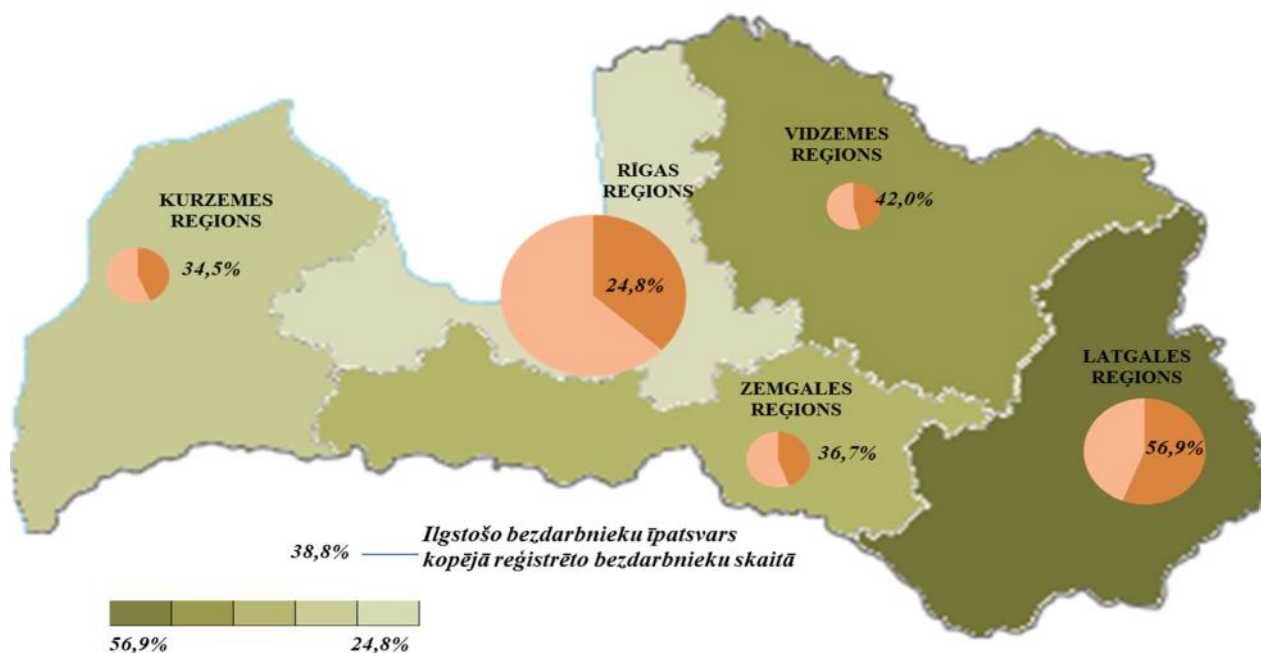 VIDZEMES
REĢIONS
42,0%
RĪGAS
REĢIONS
24,8%
KURZEMES
REĢIONS
34,5%
LATGALES
REĢIONS
56,9%
ZEMGALES
REĢIONS
36,7%
38,8%
Ilgstošo bezdarbnieku īpatsvars
kopējā reģistrēto bezdarbnieku skaitā
56,9%
24,8%